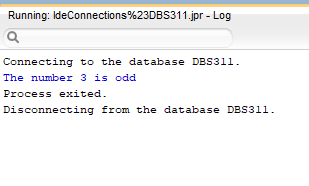 Running: IdeConnections%23DBS311.jpr - Log
Connecting to the database DBS311.
The number 3 is odd
Process exited.
Disconnecting from the database DBS311.